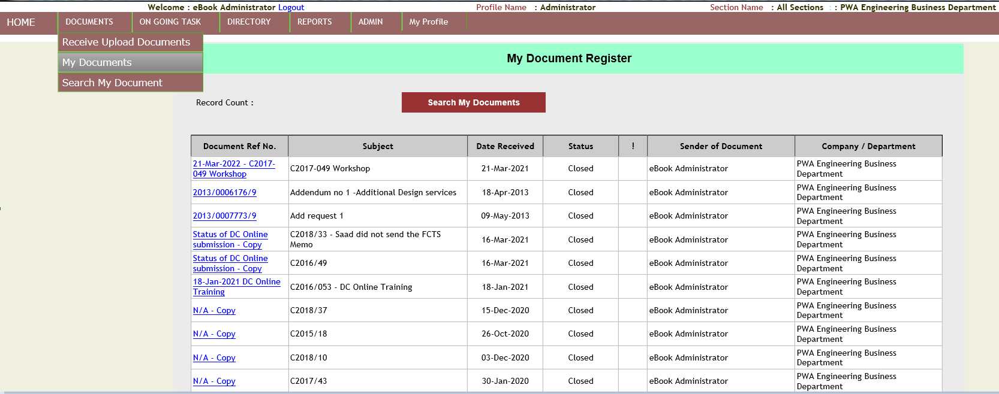 Welcome : eBook Administrator Logout Profile Name : Administrator Section Name : All Sections : : PWA Engineering Business Department
HOME DOCUMENTS ON GOING TASK DIRECTORY REPORTS ADMIN My Profile
Receive Upload Documents
My Documents
Search My Document
My Document Register
Record Count : Search My Documents
Document Ref No. Subject Date Received Status ! Sender of Document Company / Department
21-Mar-2022 - C2017-
049 Workshop C2017-049 Workshop 21-Mar-2021 Closed eBook Administrator PWA Engineering Business
Department
2013/0006176/9 Addendum no 1 -Additional Design services 18-Apr-2013 Closed eBook Administrator PWA Engineering Business
Department
2013/0007773/9 Add request 1 09-May-2013 Closed eBook Administrator PWA Engineering Business
Department
Status of DC Online
submission - Copy C2018/33 - Saad did not send the FCTS
Memo 16-Mar-2021 Closed eBook Administrator PWA Engineering Business
Department
Status of DC Online
submission - Copy C2016/49 16-Mar-2021 Closed eBook Administrator PWA Engineering Business
Department
18-Jan-2021 DC Online
Training C2016/053 - DC Online Training 18-Jan-2021 Closed eBook Administrator PWA Engineering Business
Department
N/A - Copy C2018/37 15-Dec-2020 Closed eBook Administrator PWA Engineering Business
Department
N/A - Copy C2015/18 26-Oct-2020 Closed eBook Administrator PWA Engineering Business
Department
N/A - Copy C2018/10 03-Dec-2020 Closed eBook Administrator PWA Engineering Business
Department
N/A - Copy C2017/43 30-Jan-2020 Closed eBook Administrator PWA Engineering Business
Department